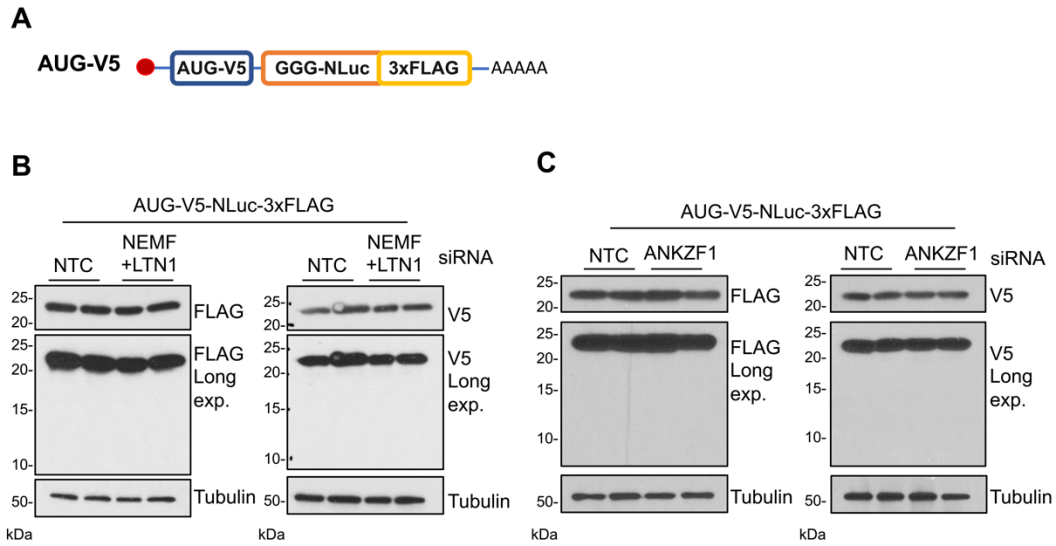 A
AUG-V5 AUG-V5 GGG-NLuc 3xFLAG AAAAA
B
AUG-V5-NLuc-3xFLAG
NTC NEMF +LTN1 NTC NEMF +LTN1 siRNA
25- 20- FLAG 25- 20- V5
25- 20- 15- 10- FLAG Long exp. 25- 20- 15- 10- V5 Long exp.
50- Tubulin 50- Tubulin
kDa kDa
C
AUG-V5-NLuc-3xFLAG
NTC ANKZF1 NTC ANKZF1 siRNA
25- 20- FLAG 25- 20- V5
25- 20- 15- 10- FLAG Long exp. 25- 20- 15- 10- V5 Long exp.
50- Tubulin 50- Tubulin
kDa kDa